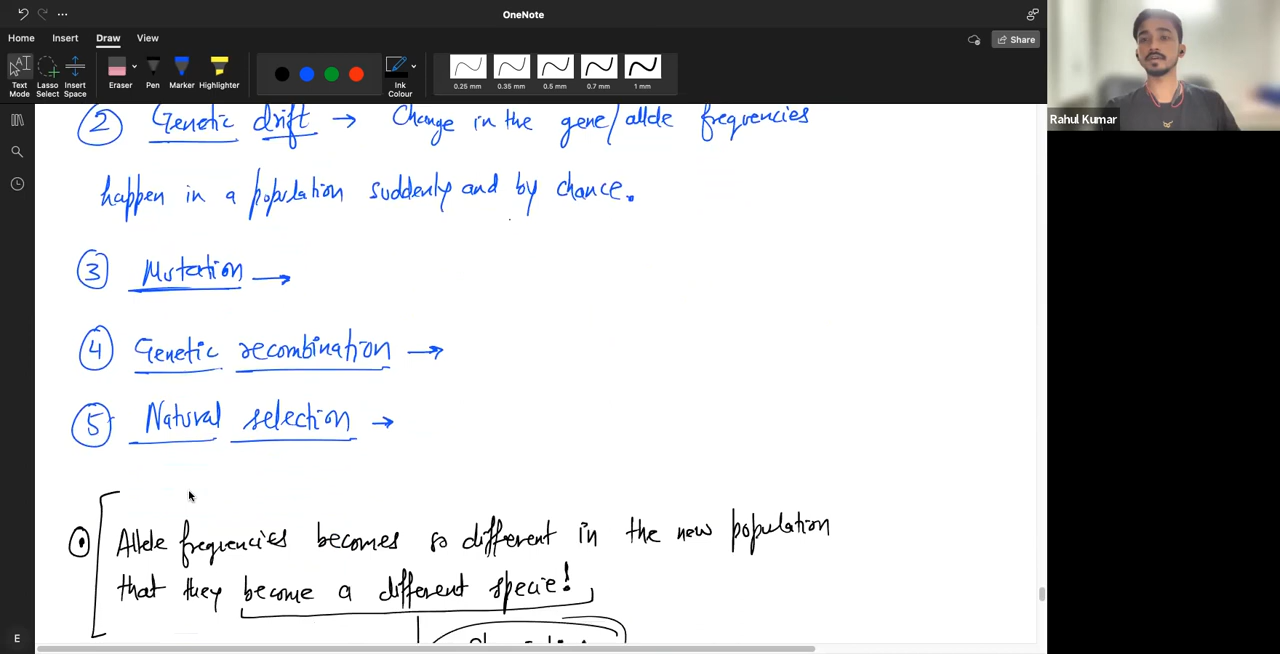 OneNote
Home Insert Draw View
Share
Text Mode
Lasso Select
Insert Space
Eraser
Pen
Marker
Highlighter
Ink Colour
0.25 mm 0.35 mm 0.5 mm 0.7 mm 1 mm
Rahul Kumar
② Genetic drift → Change in the gene/allele frequencies
happen in a population suddenly and by chance.
③ Mutation →
④ Genetic recombination →
⑤ Natural selection →
Allele frequencies becomes so different in the new population
that they become a different specie!
E